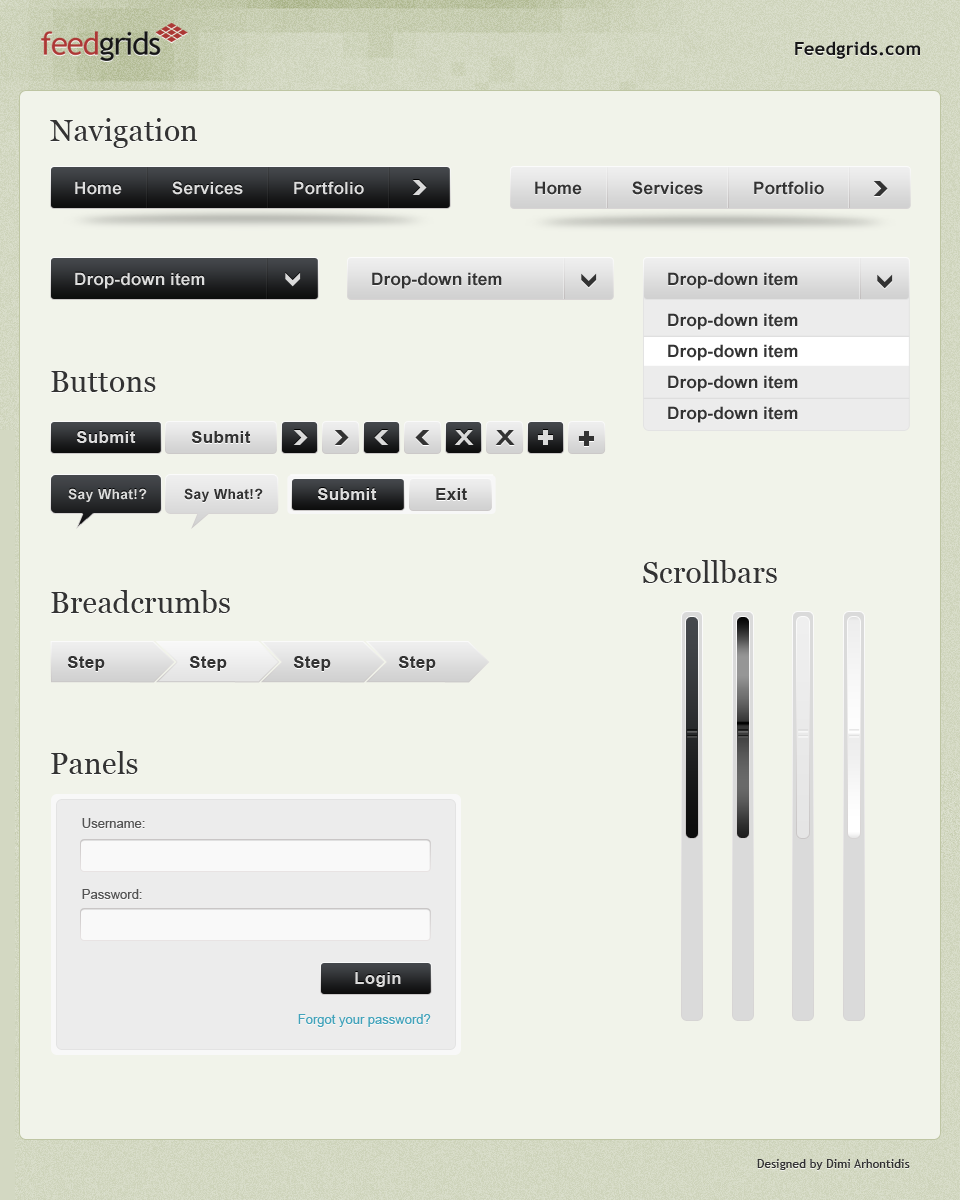 feedgrids
Feedgrids.com
Navigation
Home Services Portfolio
Home Services Portfolio
Drop-down item
Drop-down item
Drop-down item
Drop-down item
Drop-down item
Drop-down item
Drop-down item
Buttons
Submit Submit
Say What!? Say What!? Submit Exit
Scrollbars
Breadcrumbs
Step Step Step Step
Panels
Username:
Password:
Login
Forgot your password?
Designed by Dimi Arhontidis